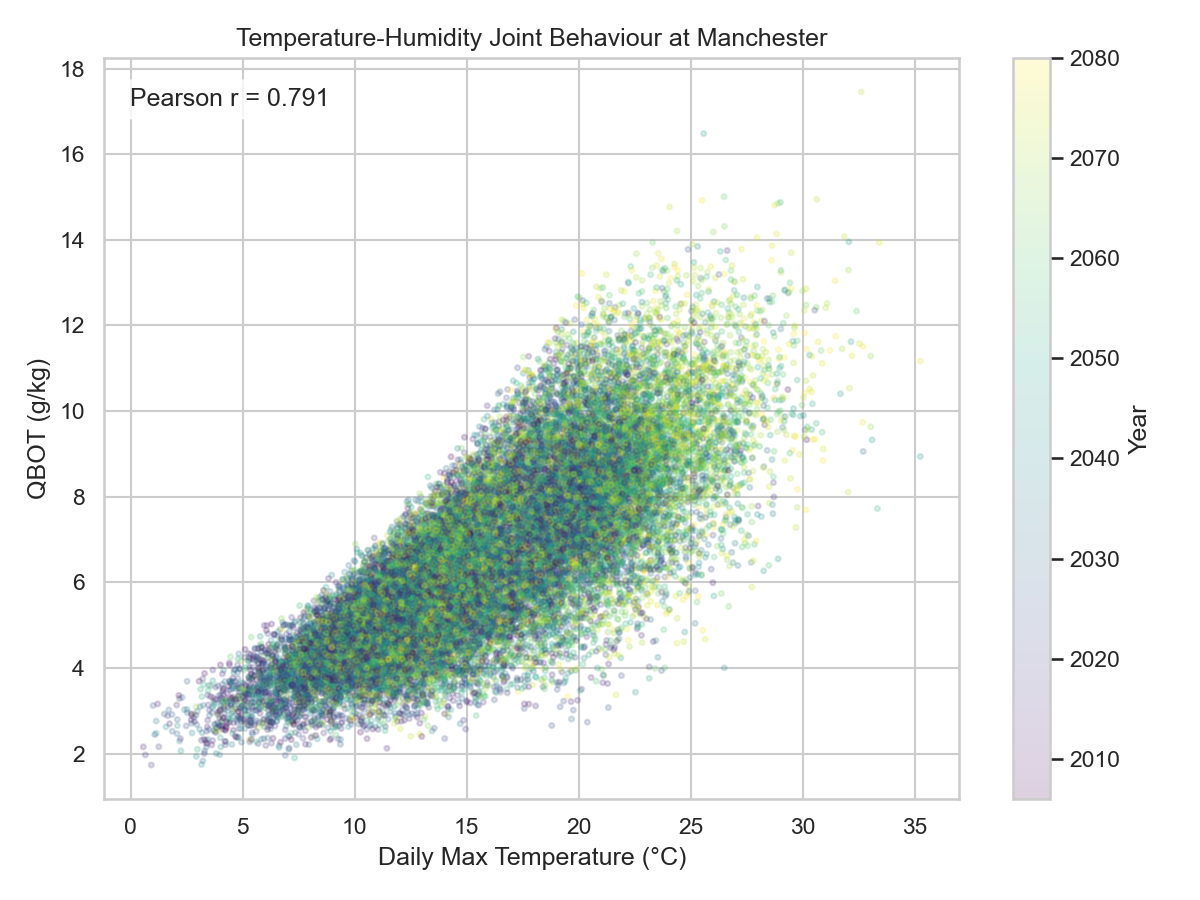 Temperature-Humidity Joint Behaviour at Manchester
Pearson r = 0.791
QBOT (g/kg)
18
16
14
12
10
8
6
4
2
0 5 10 15 20 25 30 35
Daily Max Temperature (°C)
2080
2070
2060
2050
2040
2030
2020
2010
Year